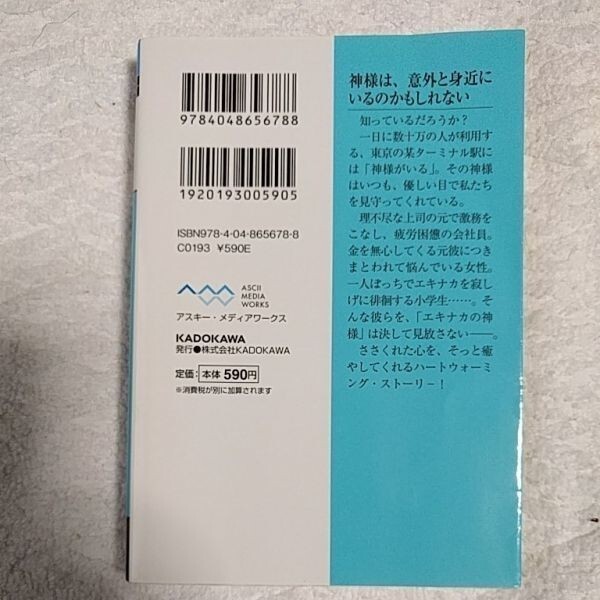 9784048656788
1920193005905
ISBN978-4-04-865678-8
C0193 ¥590E
ASCII
MEDIA
WORKS
アスキー・メディアワークス
KADOKAWA
発行●株式会社KADOKAWA
定価:本体590円
※消費税が別に加算されます
神様は、意外と身近に
いるのかもしれない
知っているだろうか?
一日に数十万の人が利用す
る、東京の某ターミナル駅に
は「神様がいる」。その神様
はいつも、優しい目で私たち
を見守ってくれている。
理不尽な上司の元で激務を
こなし、疲労困憊の会社員。
金を無心してくる元彼につき
まとわれて悩んでいる女性。
一人ぼっちでエキナカを寂し
げに徘徊する小学生……。そ
んな彼らを、「エキナカの神
様」は決して見放さない――。
ささくれた心を、そっと癒
やしてくれるハートウォーミ
ング・ストーリー!